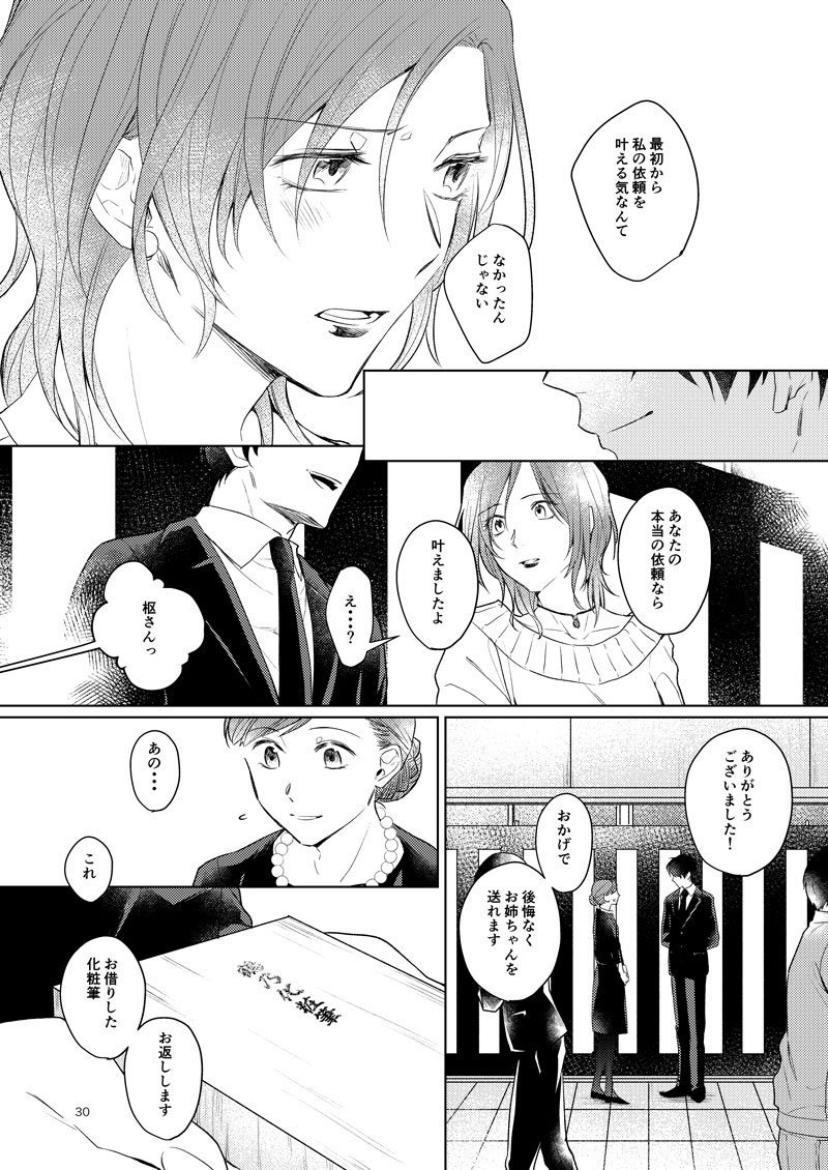 最初から
私の依頼を
叶える気なんて
なかったん
じゃない
あなたの
本当の依頼なら
叶えましたよ
え・・・?
枢さんっ
ありがとう
ございました!
おかげで
後悔なく
お姉ちゃんを
送れます
あの・・
これ
お借りした
化粧筆
お返しします
30